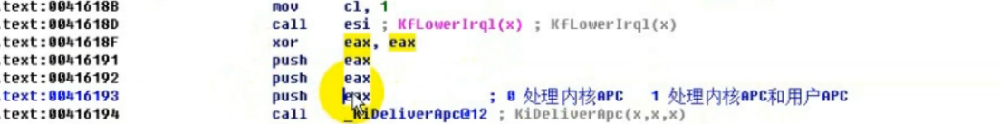 .text:0041618B mov cl, 1
.text:0041618D call esi ; KfLowerIrql(x) ; KfLowerIrql(x)
.text:0041618F xor eax, eax
.text:00416191 push eax
.text:00416192 push eax
.text:00416193 push eax ; 0 处理内核APC 1 处理内核APC和用户APC
.text:00416194 call _KiDeliverApc@12 ; KiDeliverApc(x,x,x)